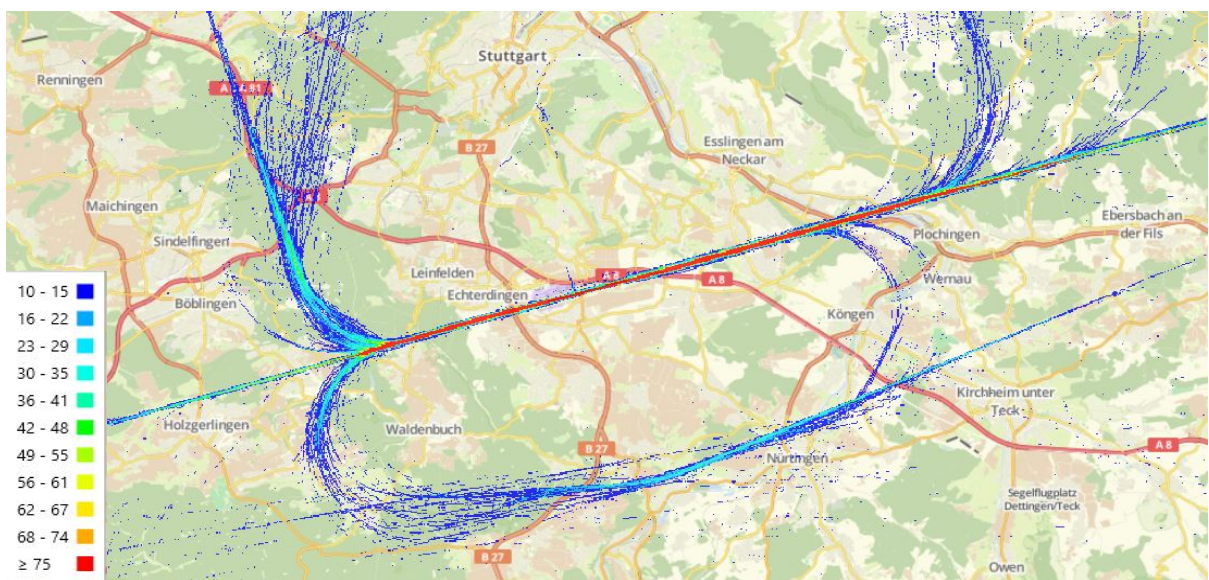 Stuttgart
Renningen
A 81
B 27
Esslingen am
Neckar
Maichingen
Sindelfingen
Ebersbach an
der Fils
Plochingen
Leinfelden
A 8
A 8
Wernau
Echterdingen
Böblingen
Köngen
Kirchheim unter
Teck
Holzgerlingen
Waldenbuch
B 27
Nürtingen
A 8
Segelflugplatz
Dettingen/Teck
B 27
Owen
10 - 15
16 - 22
23 - 29
30 - 35
36 - 41
42 - 48
49 - 55
56 - 61
62 - 67
68 - 74
≥ 75